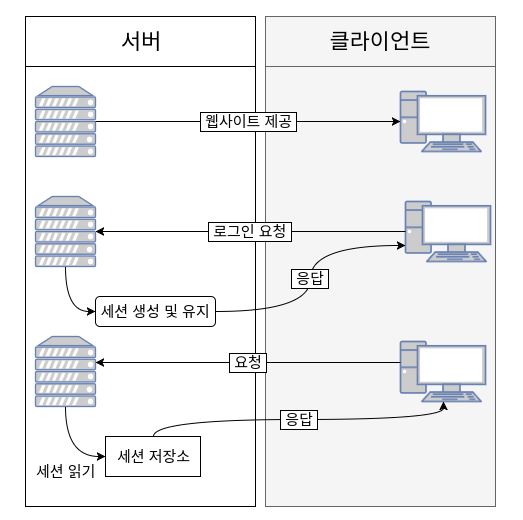 서버
클라이언트
웹사이트 제공
로그인 요청
응답
세션 생성 및 유지
요청
응답
세션 저장소
세션 읽기